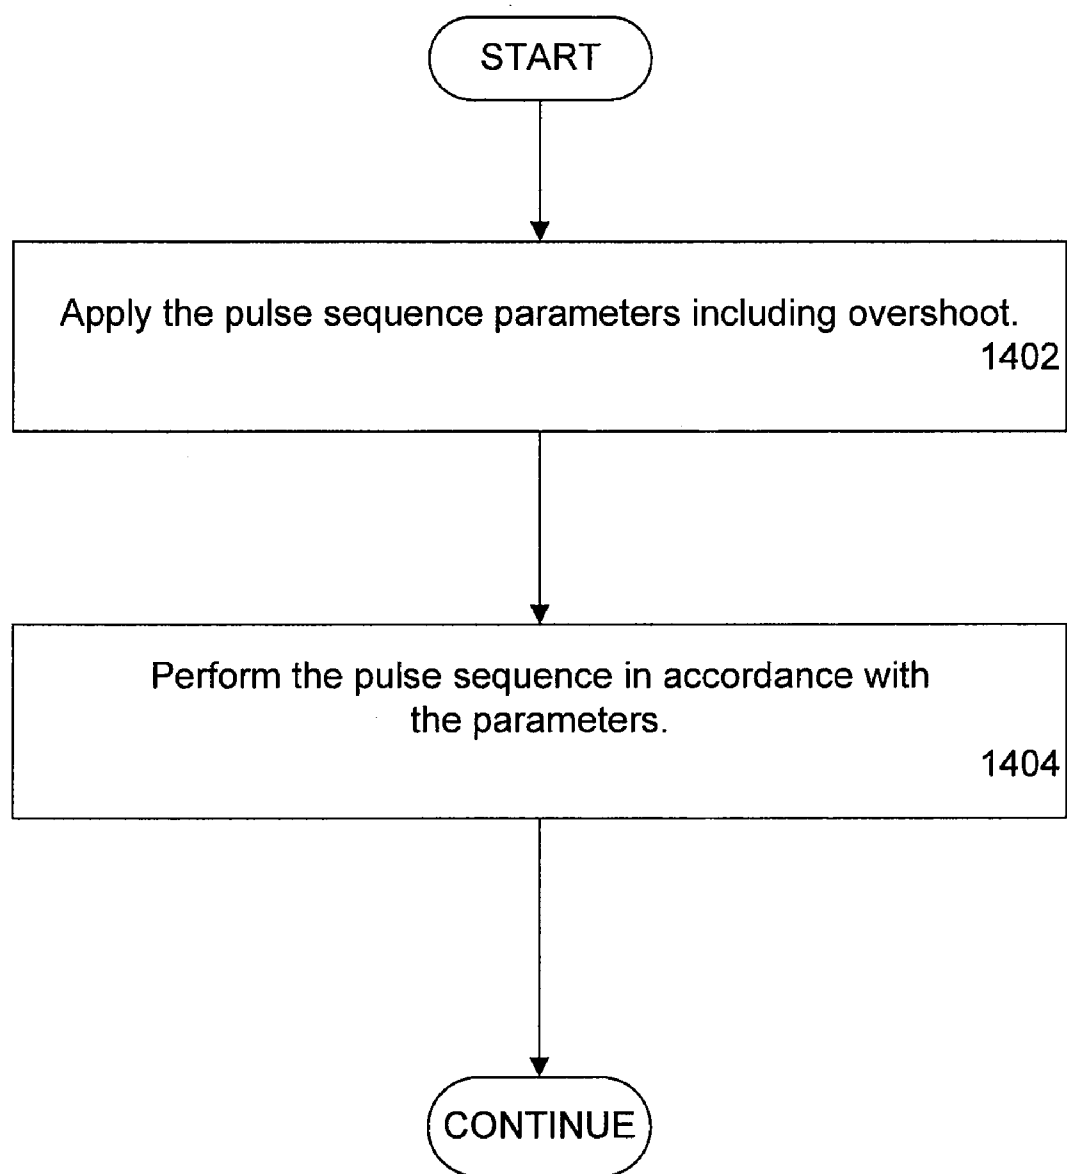 START
Apply the pulse sequence parameters including overshoot.
1402
Perform the pulse sequence in accordance with
the parameters.
1404
CONTINUE